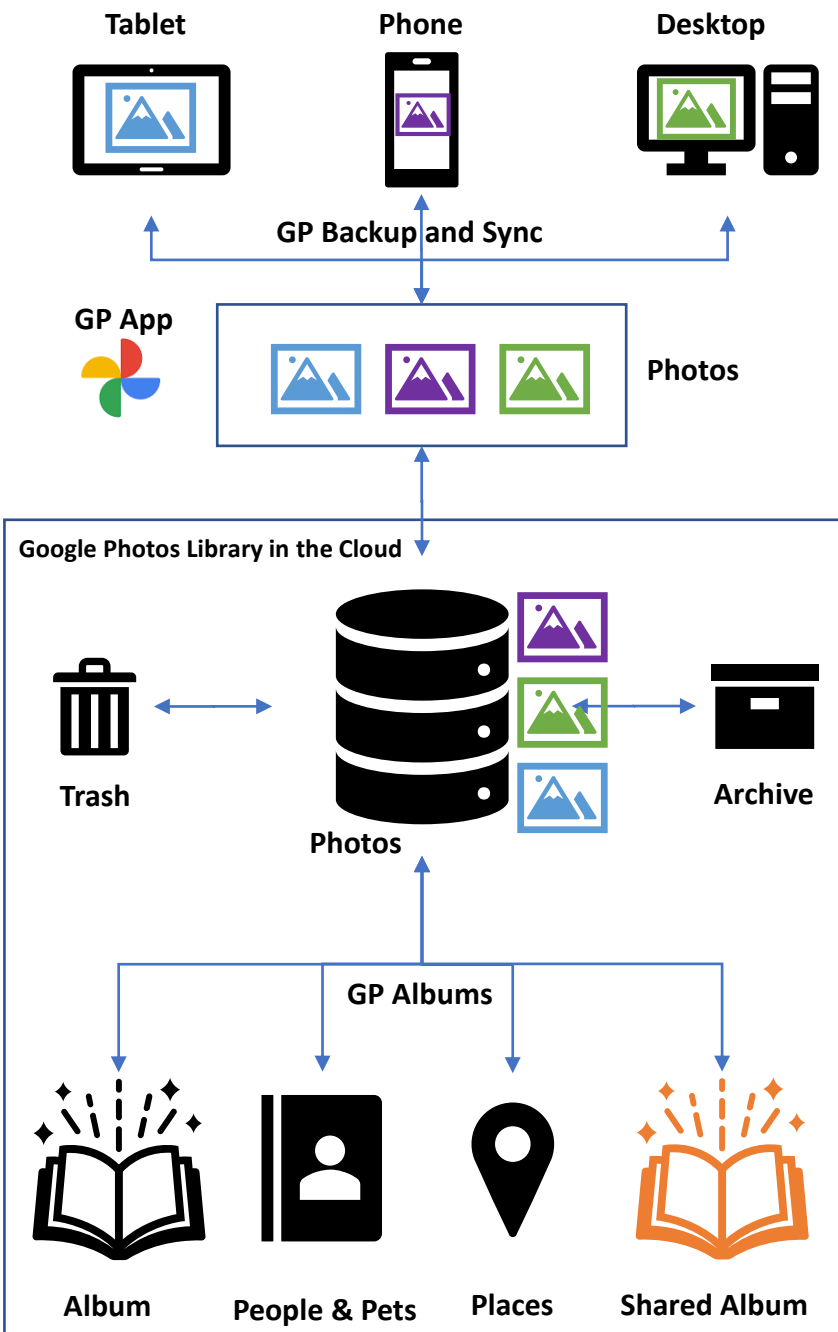 Tablet
Phone
Desktop
GP Backup and Sync
GP App
Photos
Google Photos Library in the Cloud
Trash
Photos
Archive
GP Albums
Album
People & Pets
Places
Shared Album